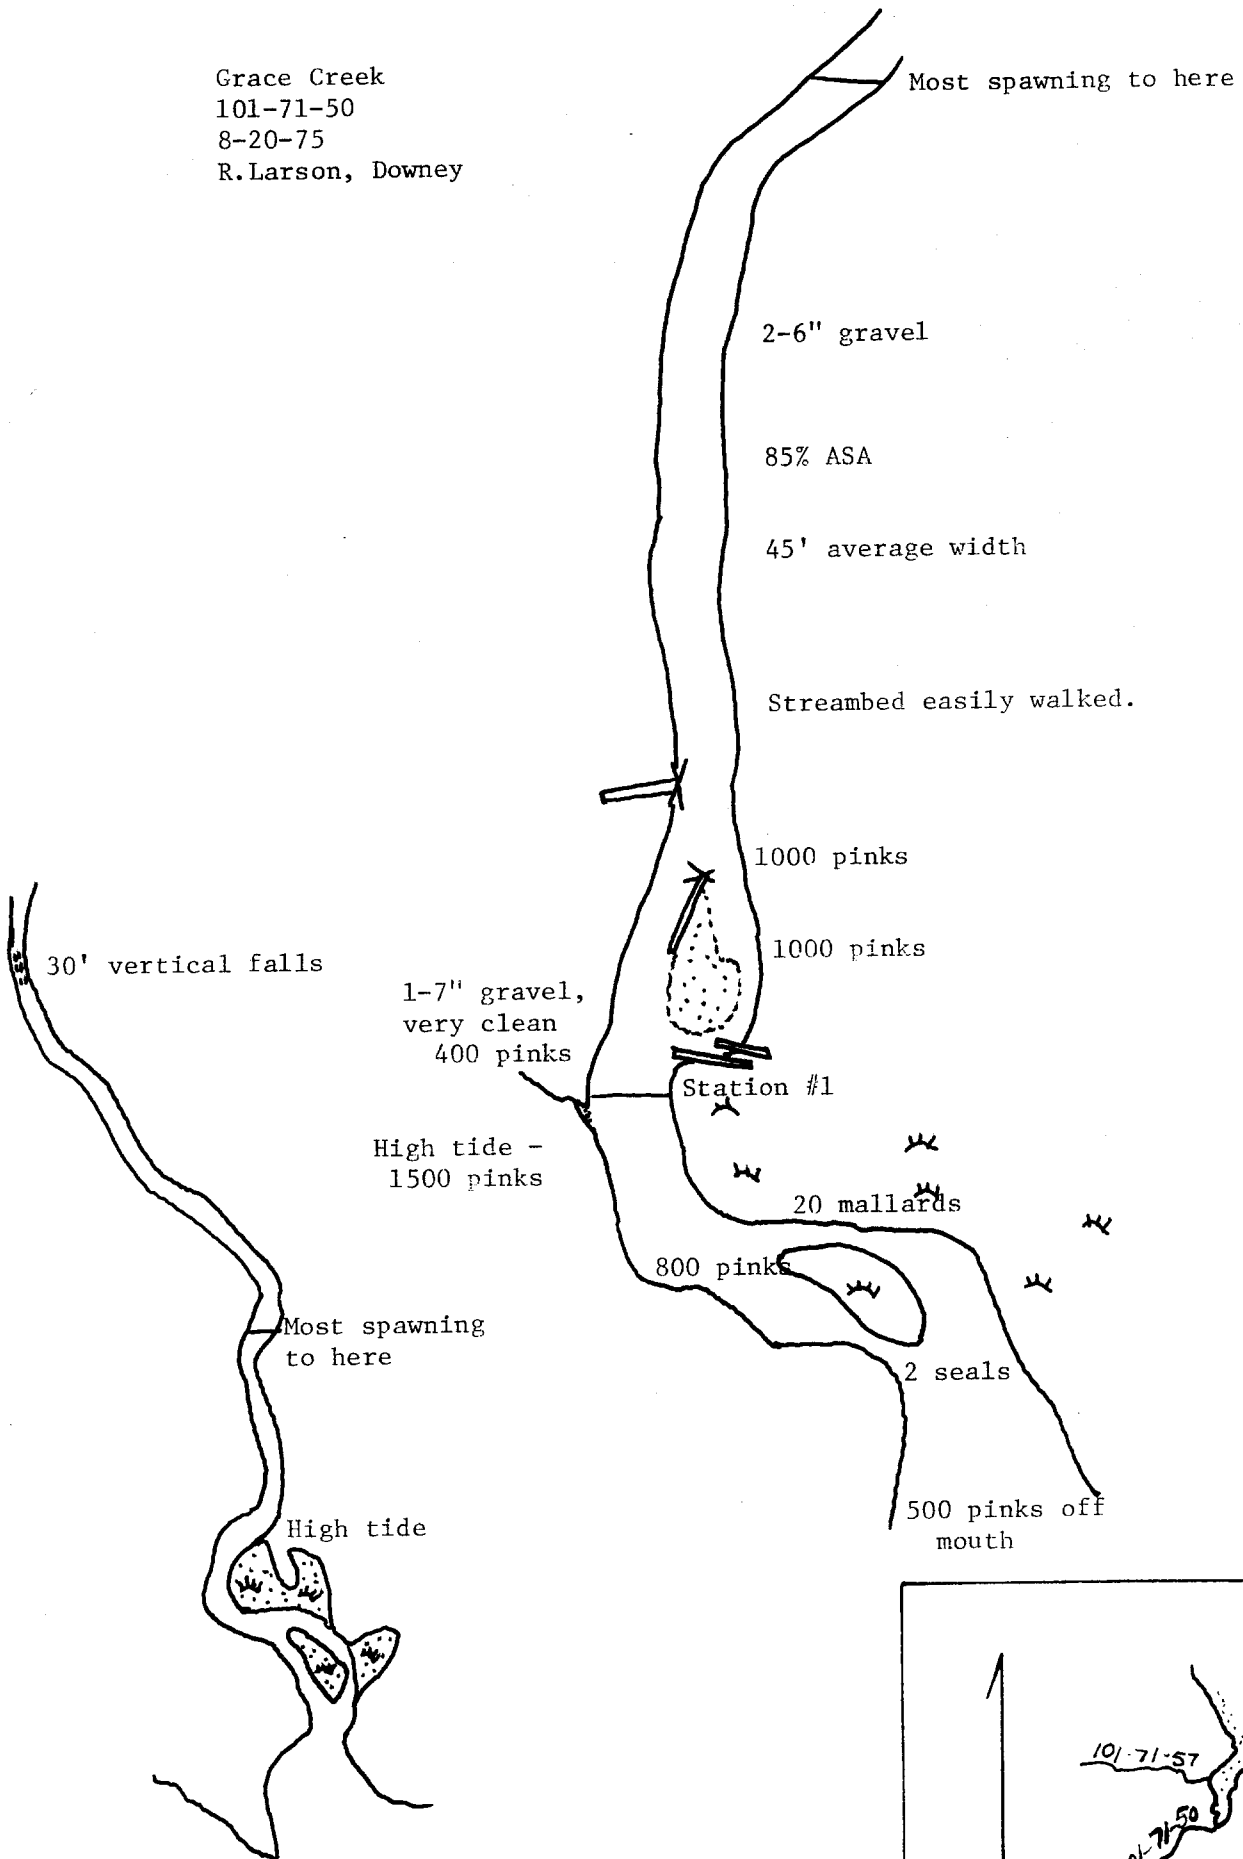 Grace Creek
101-71-50
8-20-75
R.Larson, Downey
Most spawning to here
2-6" gravel
85% ASA
45' average width
Streambed easily walked.
1000 pinks
1000 pinks
30' vertical falls
1-7" gravel,
very clean
400 pinks
Station #1
High tide -
1500 pinks
20 mallards
800 pinks
Most spawning
to here
2 seals
500 pinks off
mouth
High tide
101-71-57
01-71-50